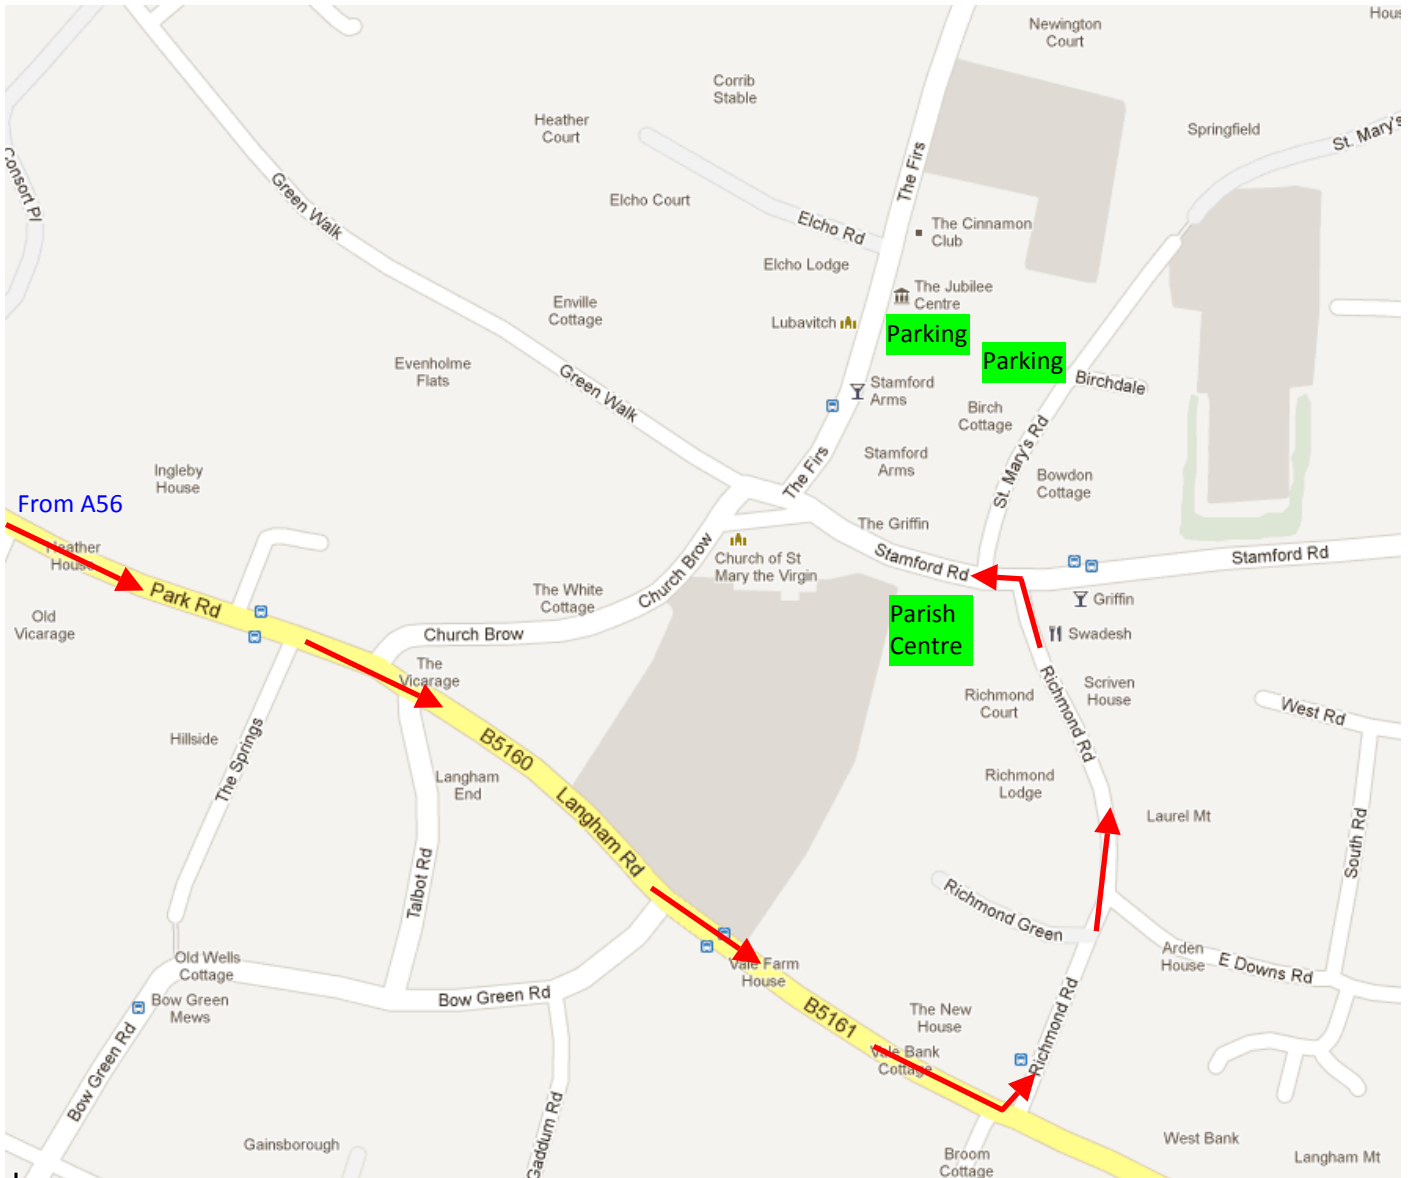 Hous
Newington
Court
Corrib
Stable
Heather
Court
Springfield
St. Mary's
The Firs
Consort Pl
Green Walk
Elcho Court
Elcho Rd
The Cinnamon
Club
Elcho Lodge
The Jubilee
Centre
Enville
Cottage
Lubavitch
Parking
Parking
Evenholme
Flats
Green Walk
Stamford
Arms
Birchdale
Birch
Cottage
St. Mary's Rd
Stamford
Arms
The Firs
Ingleby
House
Bowdon
Cottage
From A56
The Griffin
Heather
House
Church of St
Mary the Virgin
Stamford Rd
Stamford Rd
Park Rd
The White
Cottage
Church Brow
Griffin
Old
Vicarage
Church Brow
Parish
Centre
Swadesh
The
Vicarage
Richmond
Court
Richmond Rd
Scriven
House
West Rd
Hillside
The Springs
B5160
Langham
End
Richmond
Lodge
Langham Rd
Laurel Mt
South Rd
Talbot Rd
Richmond Green
Old Wells
Cottage
Vale Farm
House
Arden
House
E Downs Rd
Bow Green
Mews
Bow Green Rd
B5161
The New
House
Richmond Rd
Vale Bank
Cottage
Bow Green Rd
Gaddum Rd
Gainsborough
Broom
Cottage
West Bank
Langham Mt